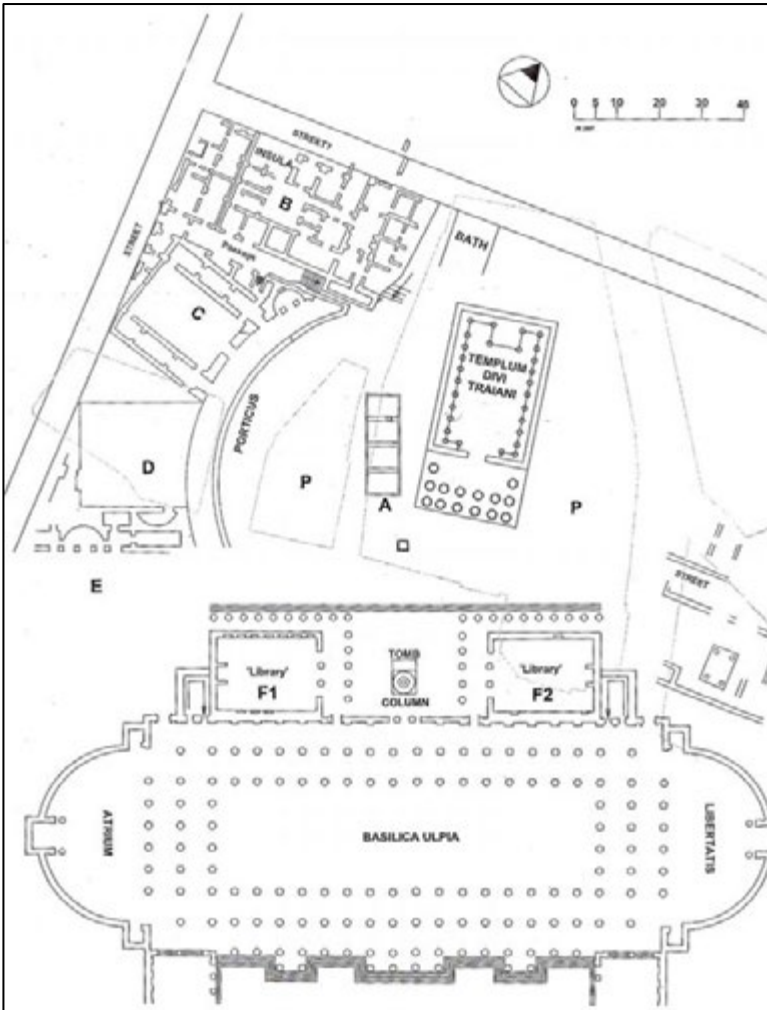 0 5 10 20 30 40
STREET?
INSULA
B
BATH
STREET
Passage
C
TEMPLUM
DIVI
TRAIANI
PORTICUS
D
P
A
P
E
STREET
TOMB
'Library'
'Library'
F1
F2
COLUMN
ATRIUM
BASILICA ULPIA
LIBERTATIS